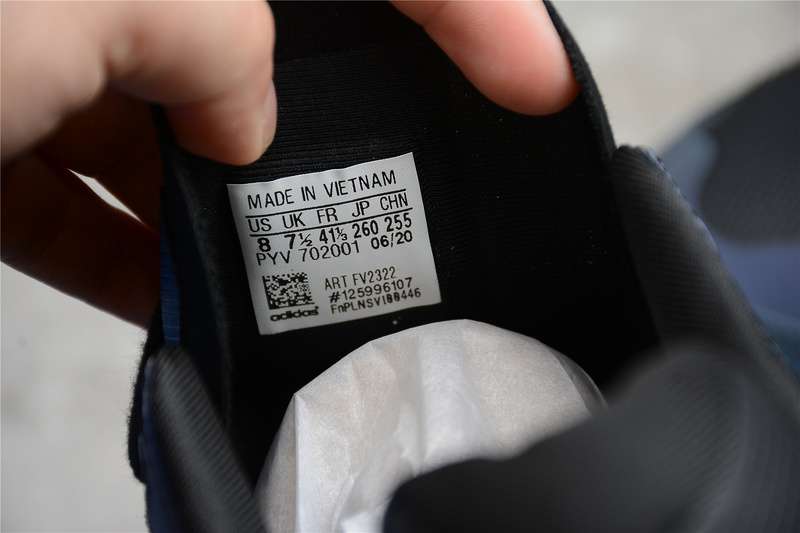 MADE IN VIETNAM
US UK FR JP CHN
8 7½ 41⅓ 260 255
PYV 702001 06/20
ART FV2322
#125996107
FnPLNSV188446
adidas